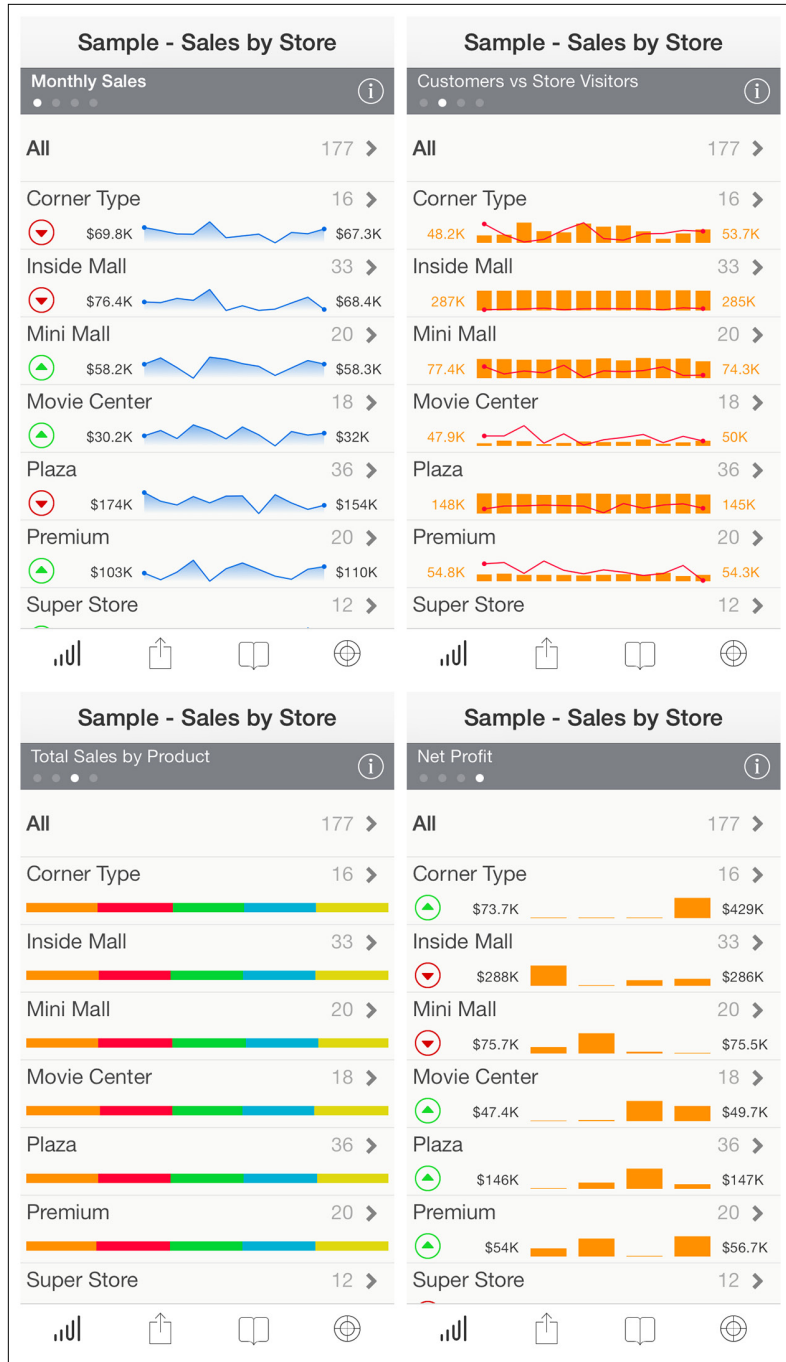 Sample - Sales by Store
Monthly Sales
All 177
Corner Type 16
$69.8K $67.3K
Inside Mall 33
$76.4K $68.4K
Mini Mall 20
$58.2K $58.3K
Movie Center 18
$30.2K $32K
Plaza 36
$174K $154K
Premium 20
$103K $110K
Super Store 12
Sample - Sales by Store
Customers vs Store Visitors
All 177
Corner Type 16
48.2K 53.7K
Inside Mall 33
287K 285K
Mini Mall 20
77.4K 74.3K
Movie Center 18
47.9K 50K
Plaza 36
148K 145K
Premium 20
54.8K 54.3K
Super Store 12
Sample - Sales by Store
Total Sales by Product
All 177
Corner Type 16
Inside Mall 33
Mini Mall 20
Movie Center 18
Plaza 36
Premium 20
Super Store 12
Sample - Sales by Store
Net Profit
All 177
Corner Type 16
$73.7K $429K
Inside Mall 33
$288K $286K
Mini Mall 20
$75.7K $75.5K
Movie Center 18
$47.4K $49.7K
Plaza 36
$146K $147K
Premium 20
$54K $56.7K
Super Store 12